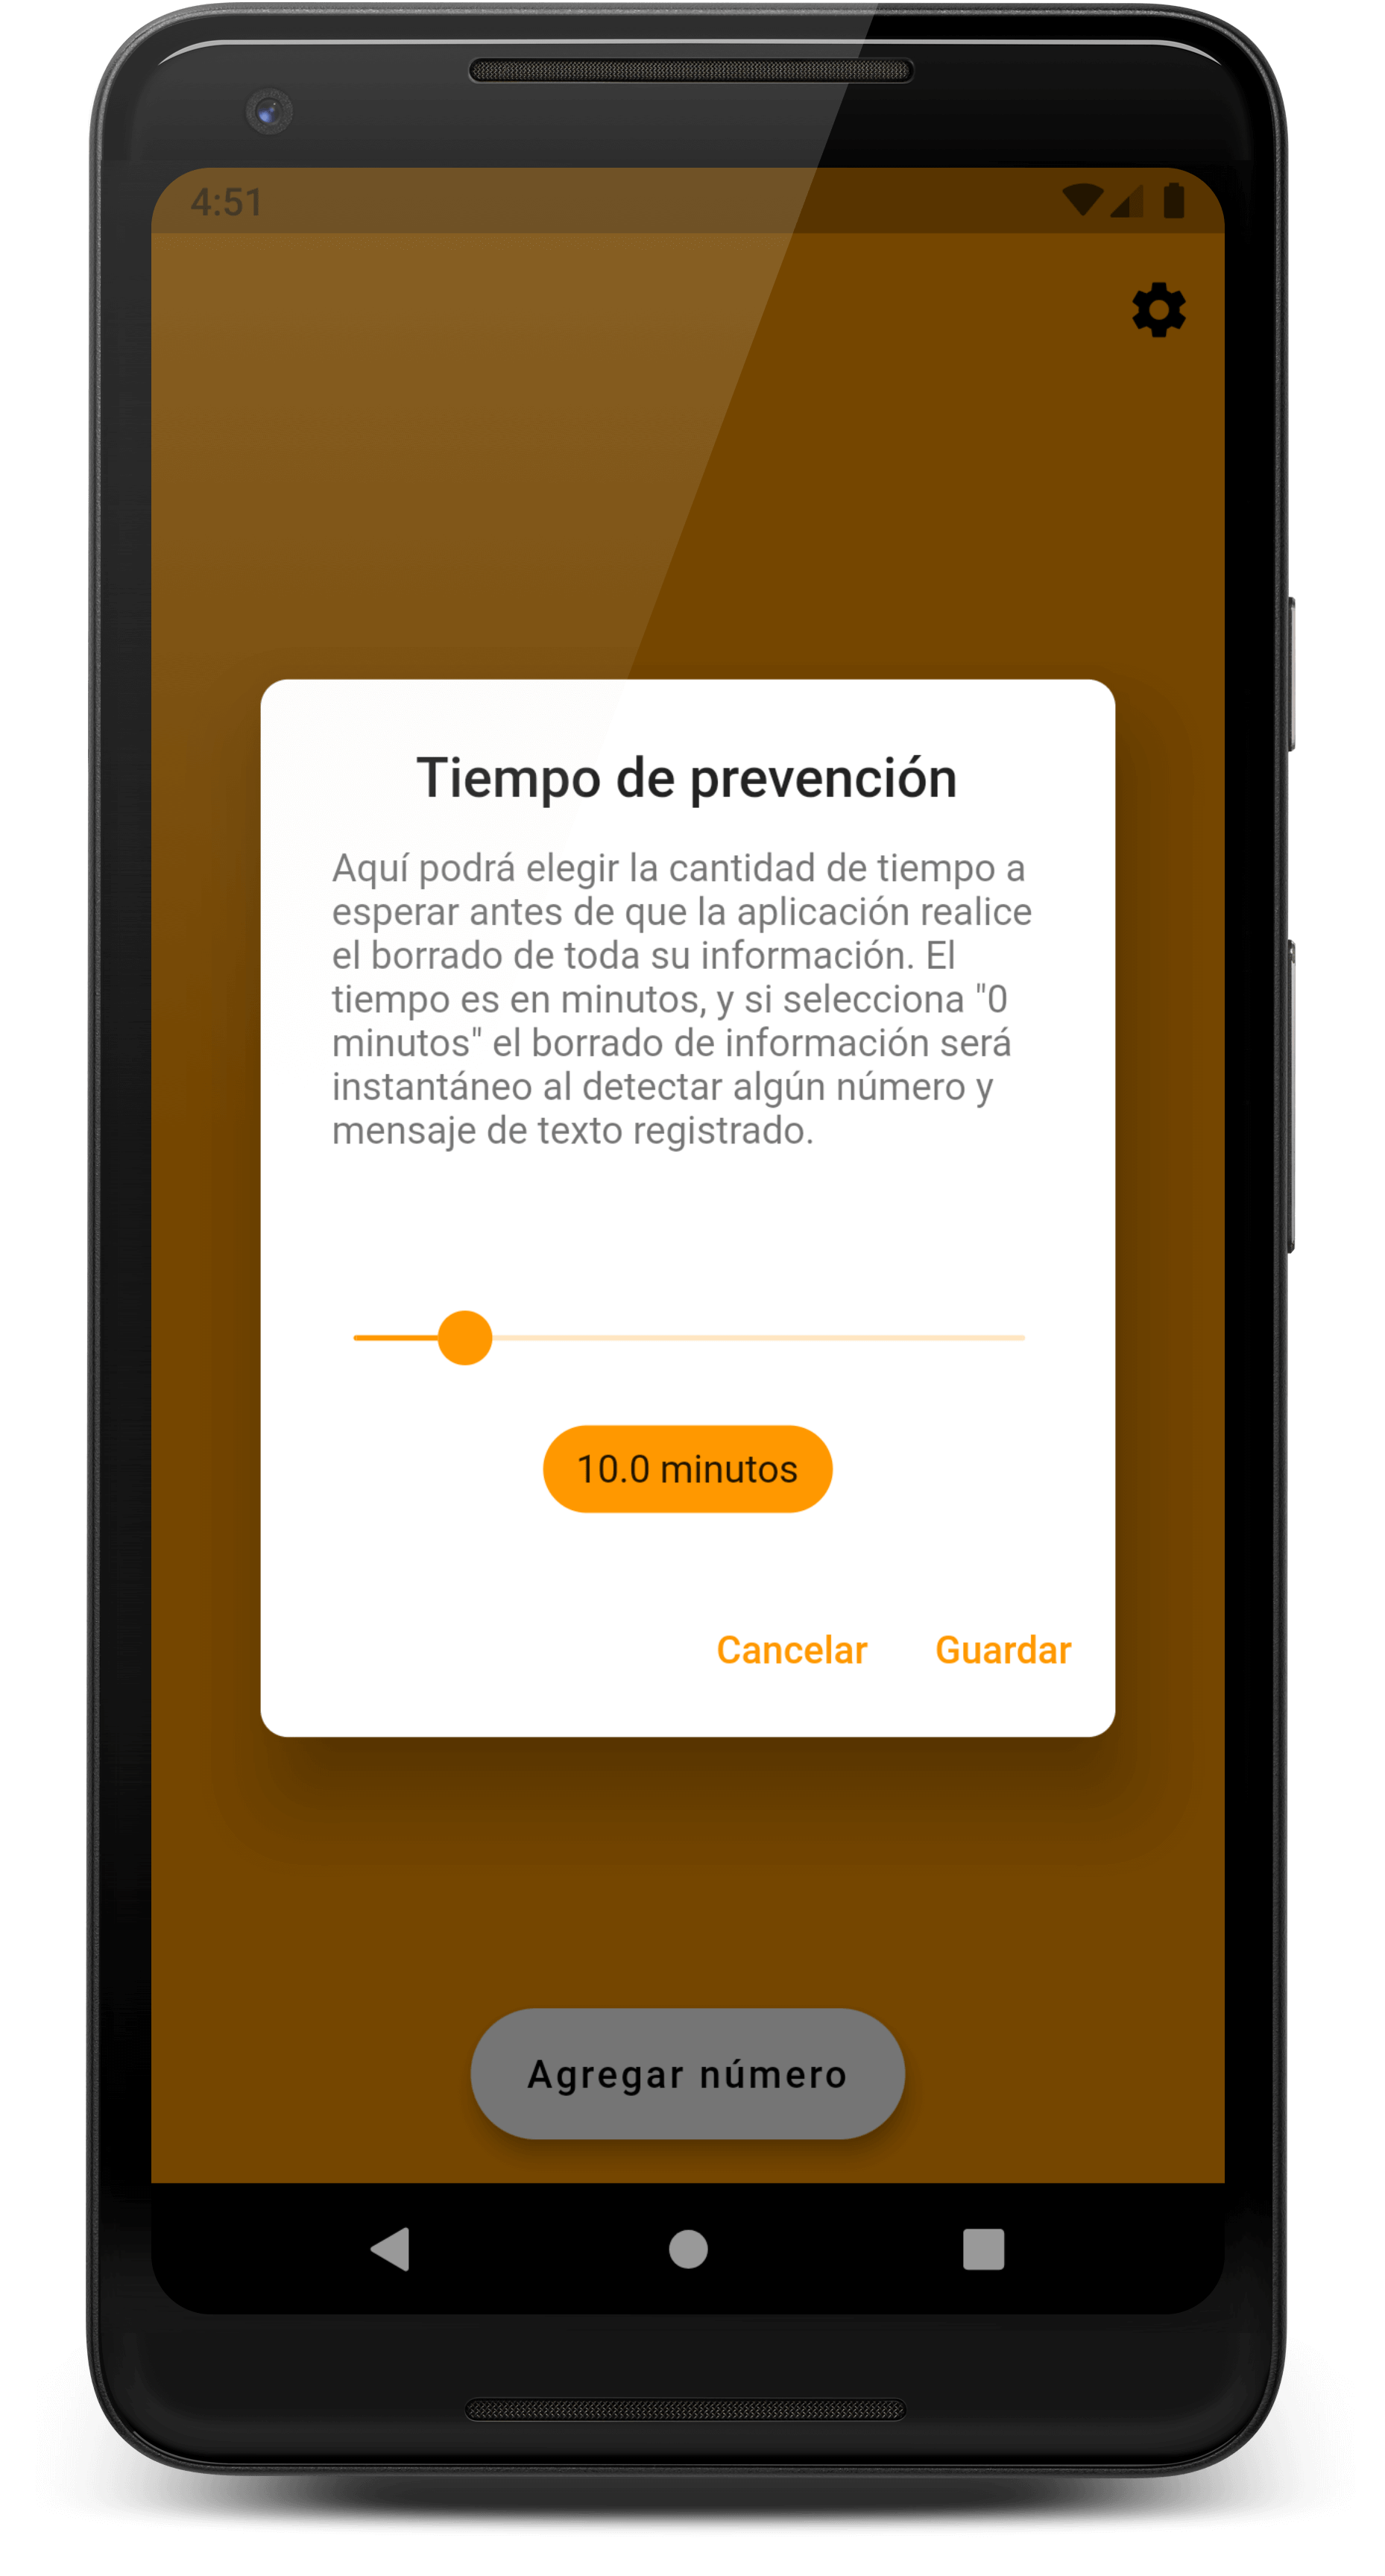 4:51
Tiempo de prevención
Aquí podrá elegir la cantidad de tiempo a
esperar antes de que la aplicación realice
el borrado de toda su información. El
tiempo es en minutos, y si selecciona "0
minutos" el borrado de información será
instantáneo al detectar algún número y
mensaje de texto registrado.
10.0 minutos
Cancelar Guardar
Agregar número